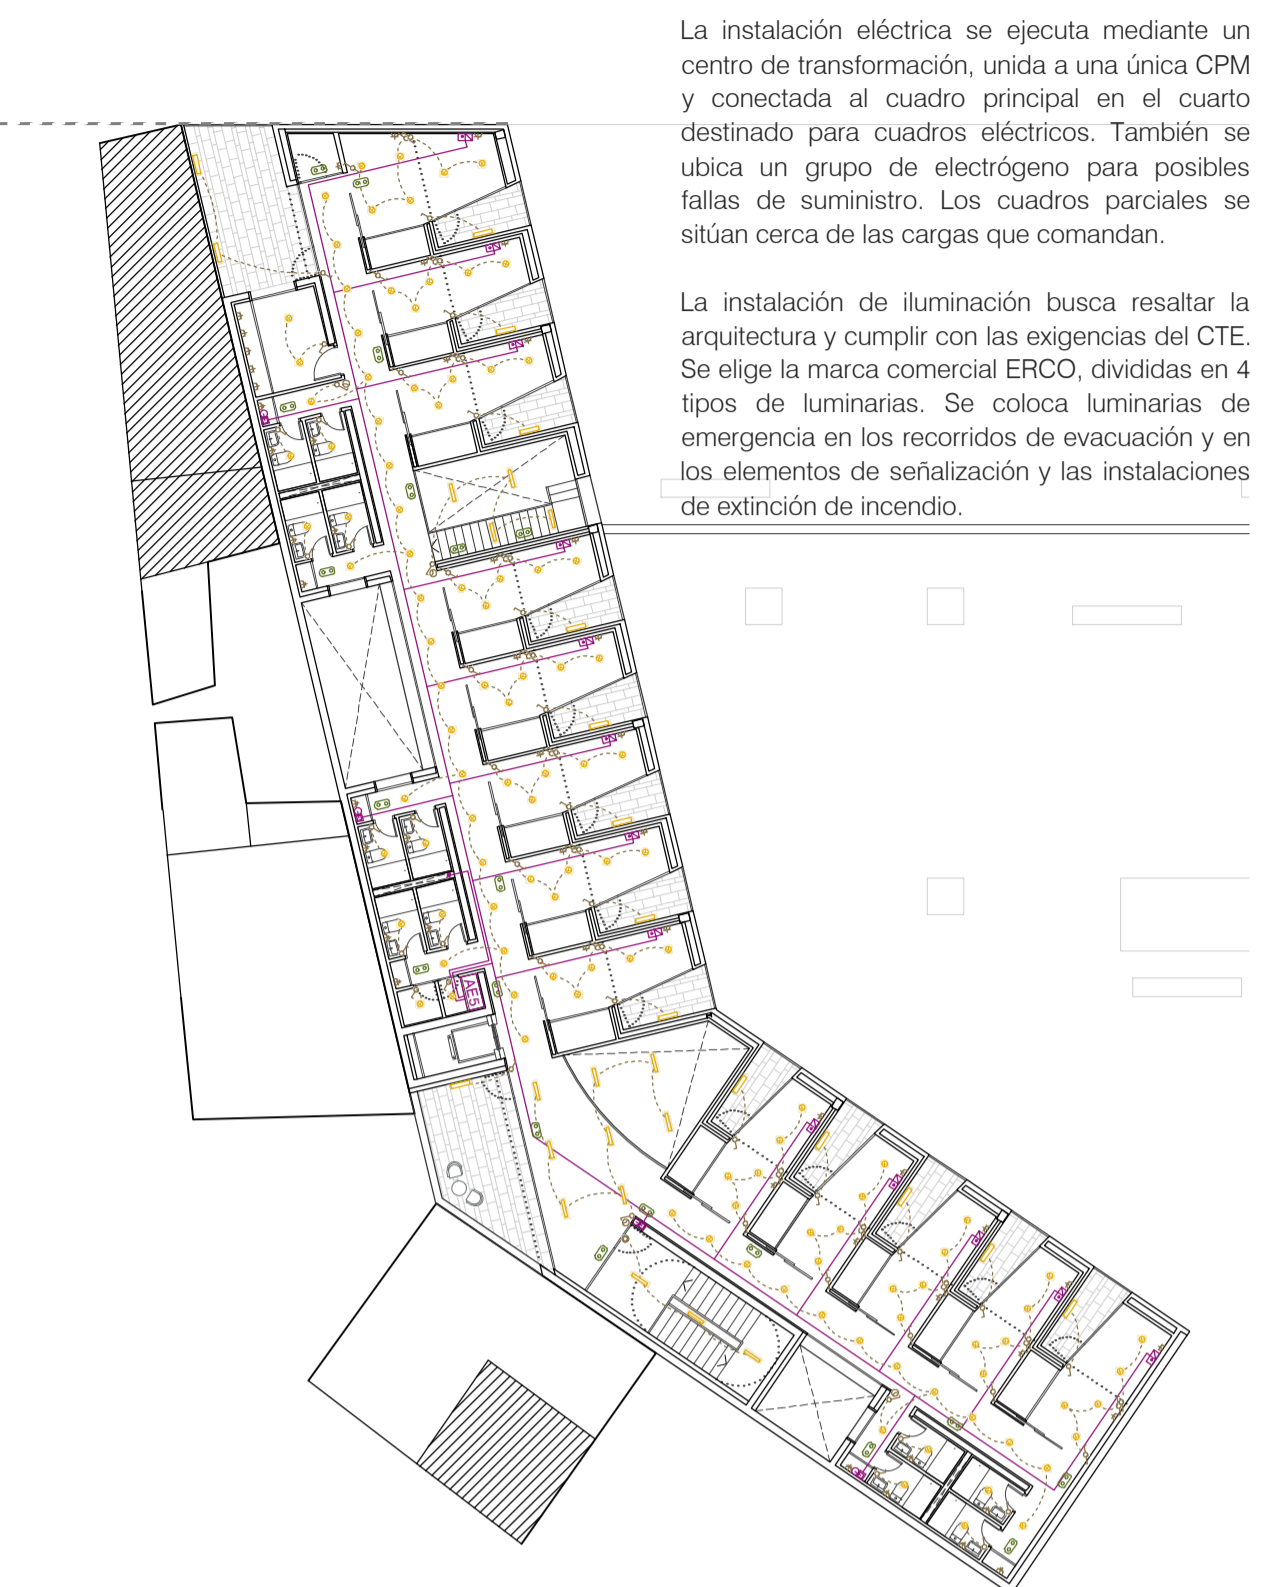 La instalación eléctrica se ejecuta mediante un
centro de transformación, unida a una única CPM
y conectada al cuadro principal en el cuarto
destinado para cuadros eléctricos. También se
ubica un grupo de electrógeno para posibles
fallas de suministro. Los cuadros parciales se
sitúan cerca de las cargas que comandan.
La instalación de iluminación busca resaltar la
arquitectura y cumplir con las exigencias del CTE.
Se elige la marca comercial ERCO, divididas en 4
tipos de luminarias. Se coloca luminarias de
emergencia en los recorridos de evacuación y en
los elementos de señalización y las instalaciones
de extinción de incendio.
AE5